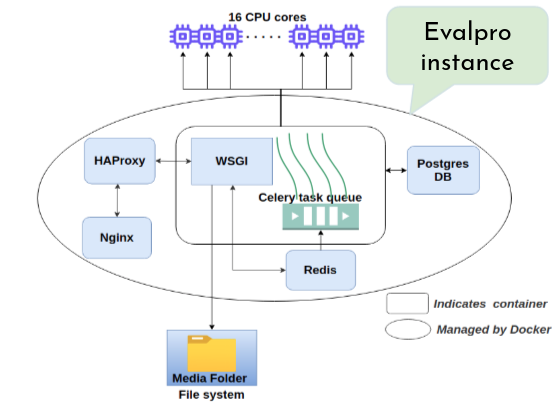 16 CPU cores
Evalpro
instance
HAProxy
WSGI
Postgres
DB
Celery task queue
Nginx
Redis
Indicates container
Managed by Docker
Media Folder
File system